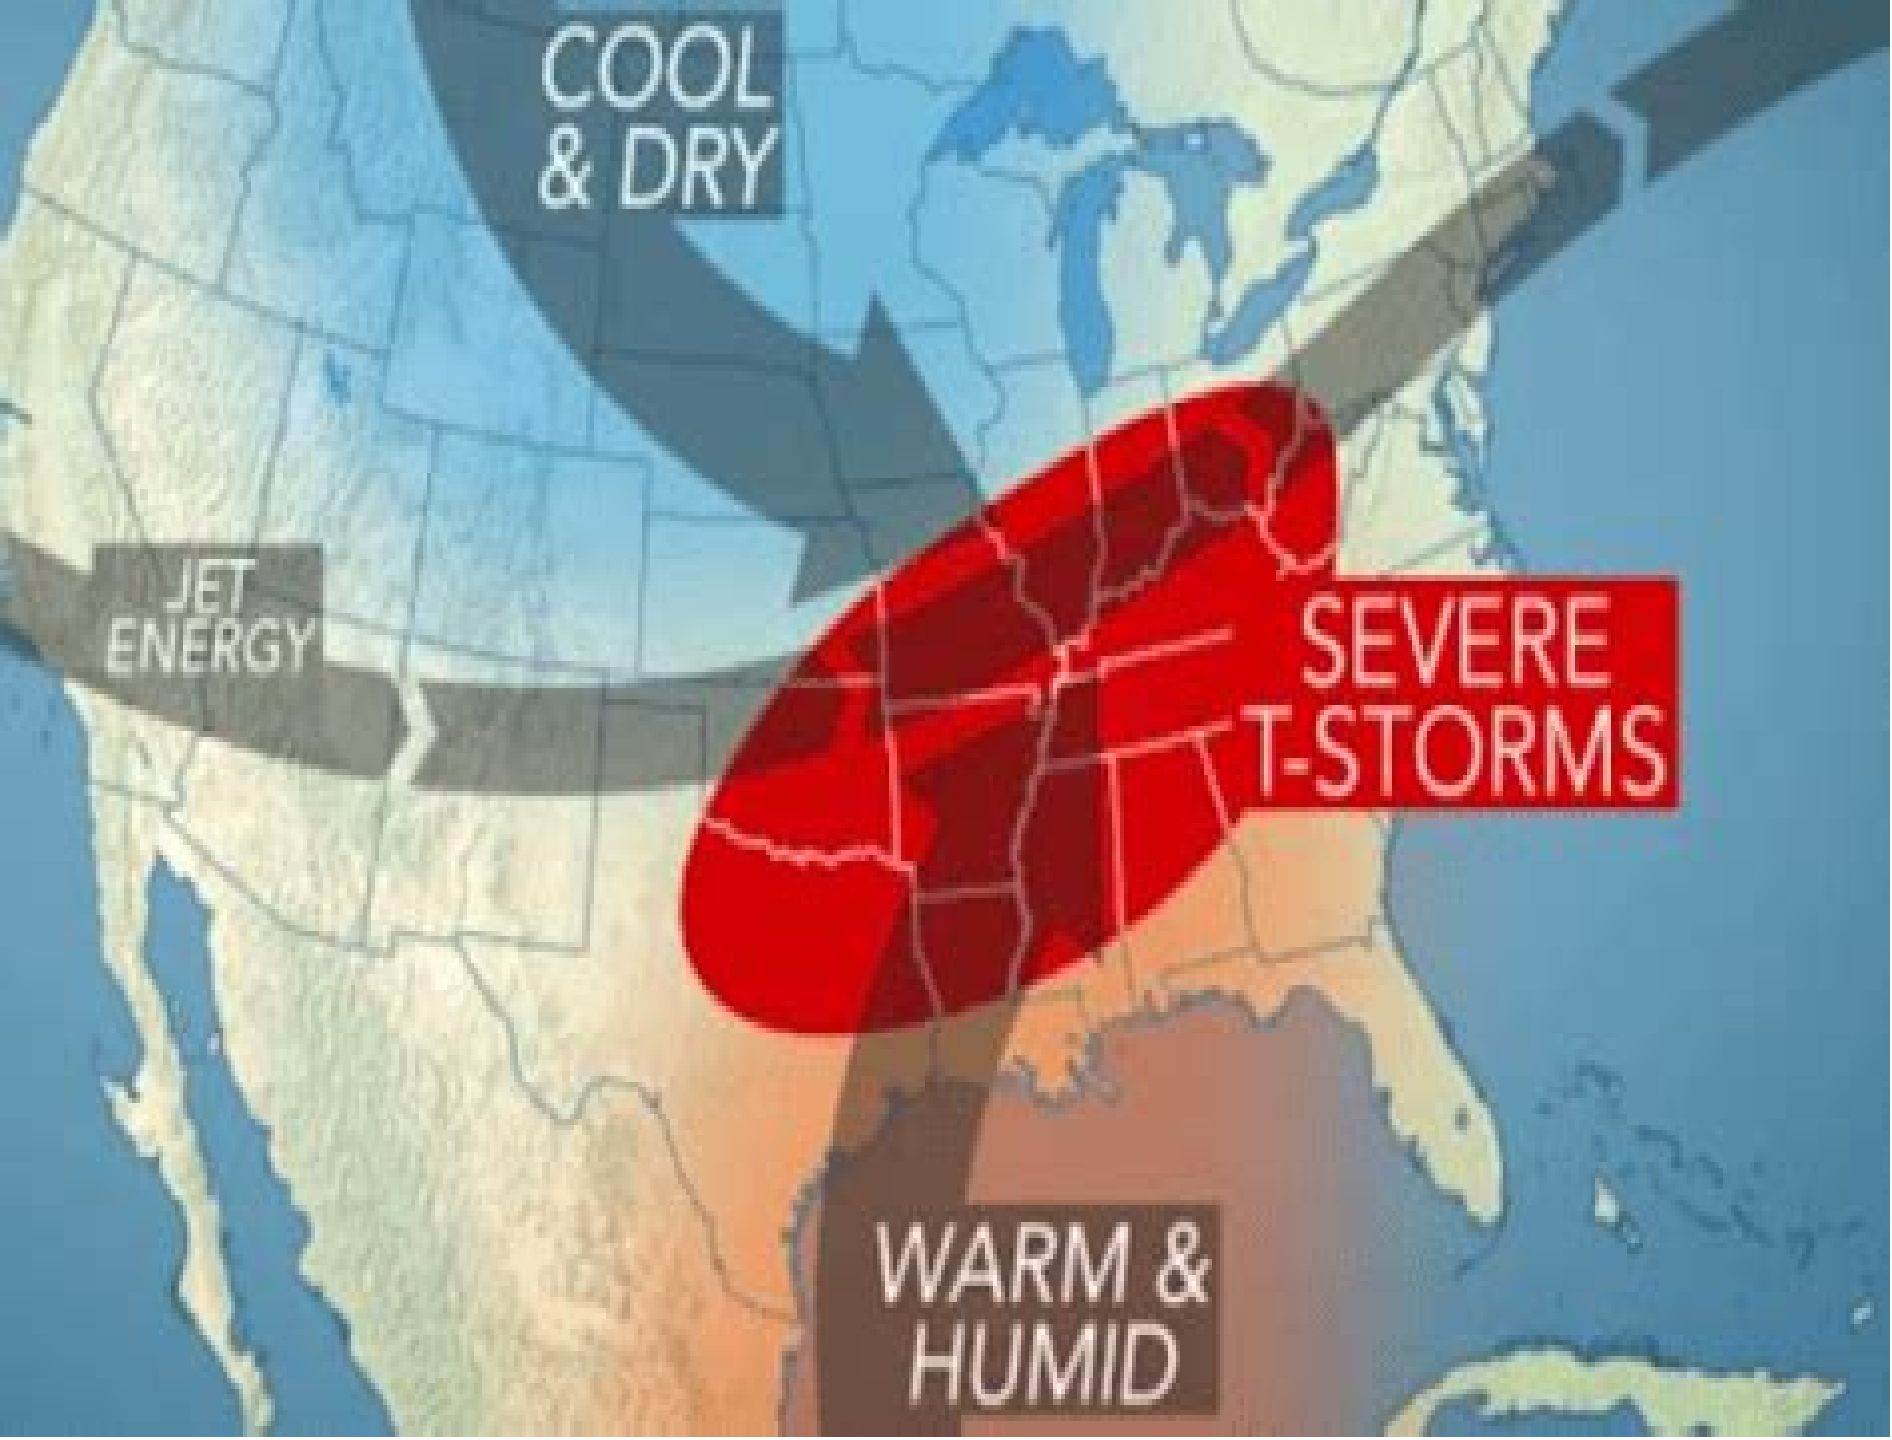 COOL
& DRY
JET
ENERGY
SEVERE
T-STORMS
WARM &
HUMID